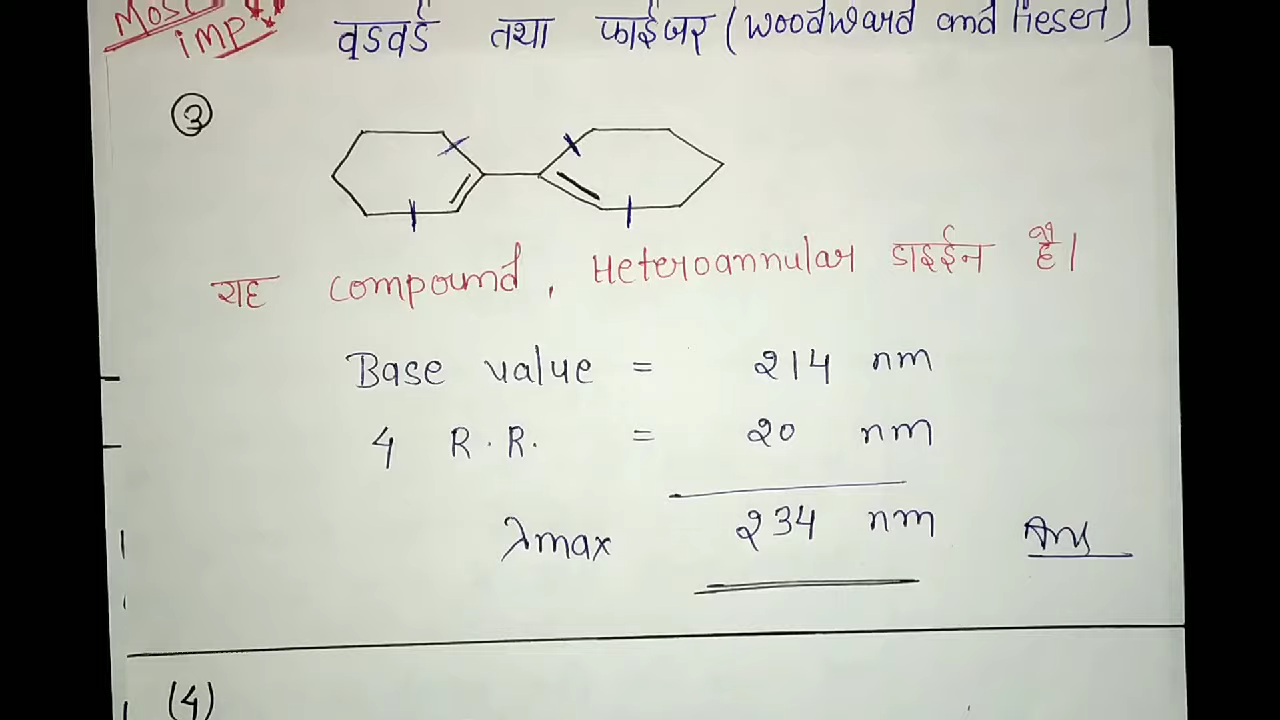 Most
imp
वुडवर्ड तथा फाईजर (Woodward and Fieser)
③
यह compound, Heteroannular डाइईन है।
Base value = 214 nm
4 R.R. = 20 nm
λmax 234 nm Ans
(4)